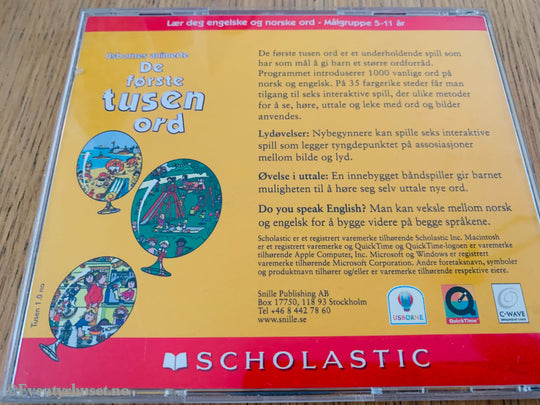 Lær deg engelske og norske ord - Målgruppe 5-11 år
Usbornes animerte
De
første
tusen
ord
De første tusen ord er et underholdende spill som
har som mål å gi barn et større ordforråd.
Programmet introduserer 1000 vanlige ord på
norsk og engelsk. På 35 fargerike steder får man
tilgang til seks interaktive spill, der ulike metoder
for å se, høre, uttale og leke med ord og bilder
anvendes.
Lydøvelser: Nybegynnere kan spille seks interaktive
spill som legger tyngdepunktet på assosiasjoner
mellom bilde og lyd.
Øvelse i uttale: En innebygget båndspiller gir barnet
muligheten til å høre seg selv uttale nye ord.
Do you speak English? Man kan veksle mellom norsk
og engelsk for å bygge videre på begge språkene.
Scholastic er et registrert varemerke tilhørende Scholastic Inc. Macintosh
er et registrert varemerke og QuickTime og QuickTime-logoen er varemerke
tilhørende Apple Computer, Inc. Microsoft og Windows er registrert
varemerke tilhørende Microsoft Corporation. Andre foretaksnavn, symboler
og produktnavn tilhører og/eller er varemerke tilhørende respektive eiere.
Snille Publishing AB
Box 17750, 118 93 Stockholm
Tel +46 8 442 78 60
www.snille.se
USBORNE
QuickTime
C-WAVE
Tusen 1.0 no
SCHOLASTIC
©Eventyrhuset.no